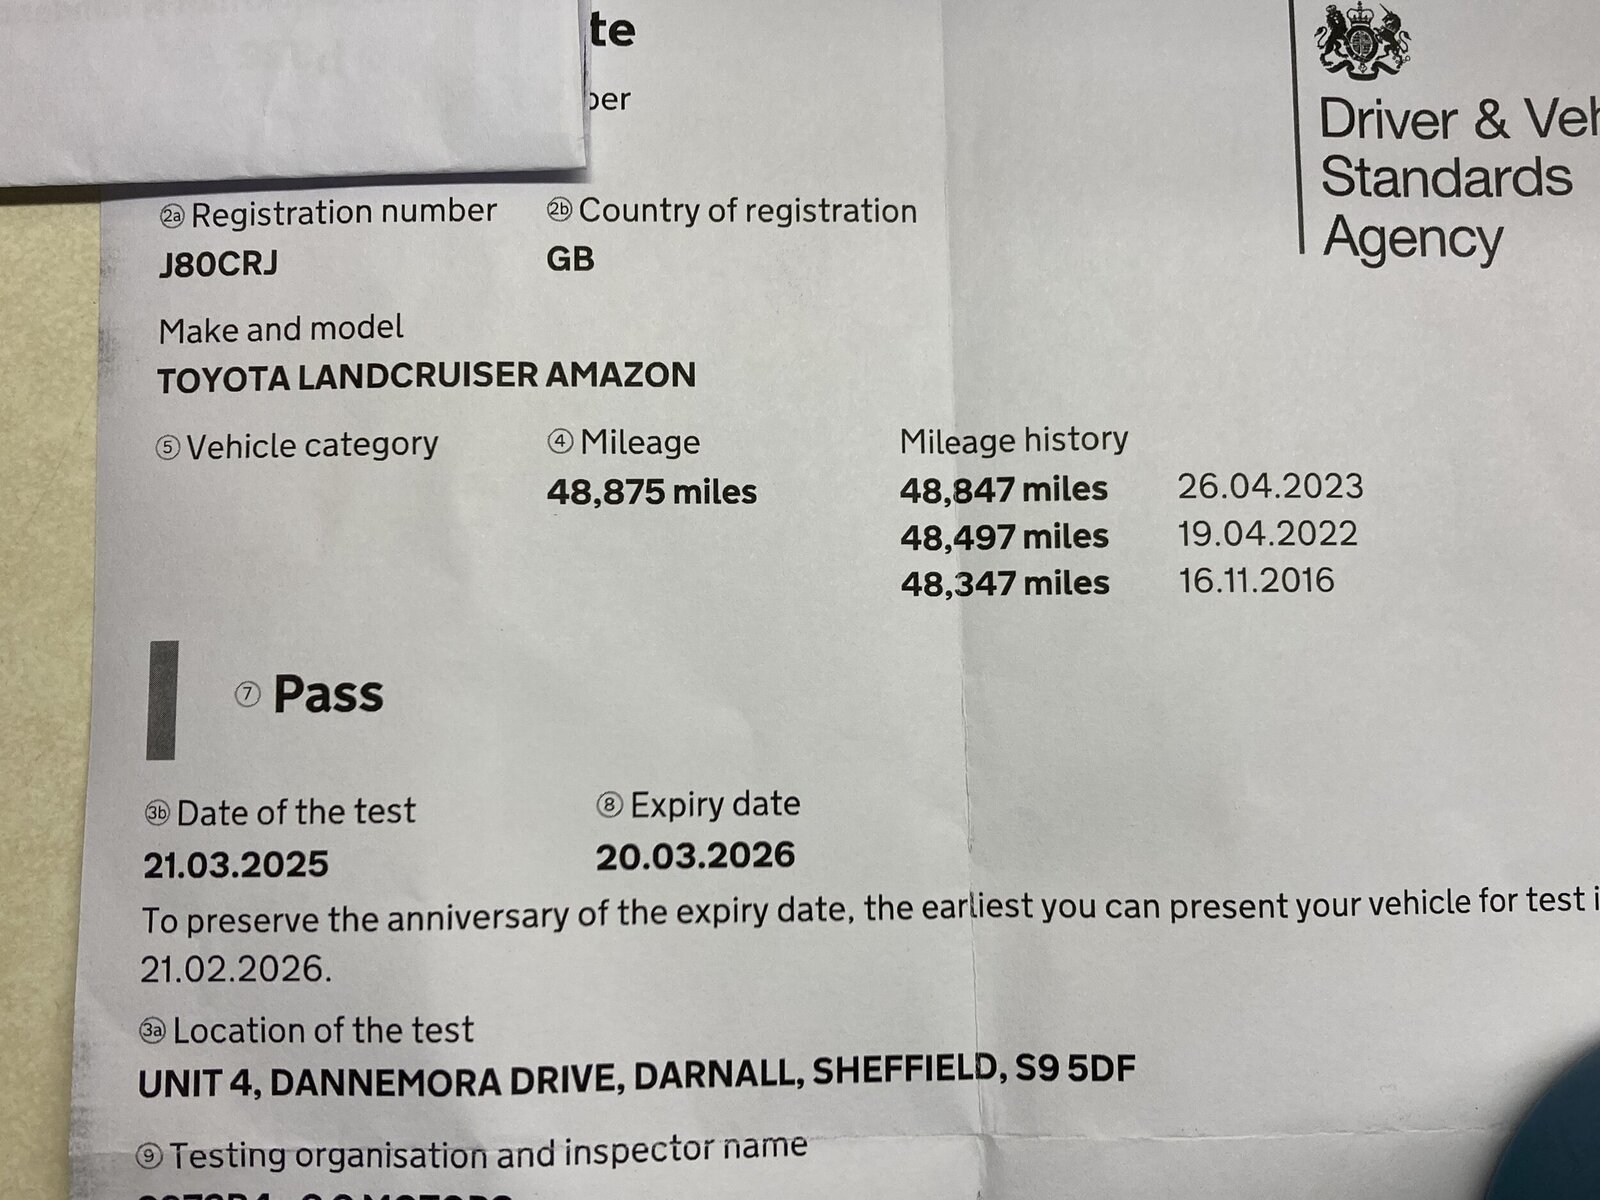 te
ber
Driver & Veh
Standards
Agency
2a Registration number
J80CRJ
2b Country of registration
GB
Make and model
TOYOTA LANDCRUISER AMAZON
5 Vehicle category
4 Mileage
48,875 miles
Mileage history
48,847 miles 26.04.2023
48,497 miles 19.04.2022
48,347 miles 16.11.2016
7 Pass
3b Date of the test
21.03.2025
8 Expiry date
20.03.2026
To preserve the anniversary of the expiry date, the earliest you can present your vehicle for test i
21.02.2026.
3a Location of the test
UNIT 4, DANNEMORA DRIVE, DARNALL, SHEFFIELD, S9 5DF
9 Testing organisation and inspector name